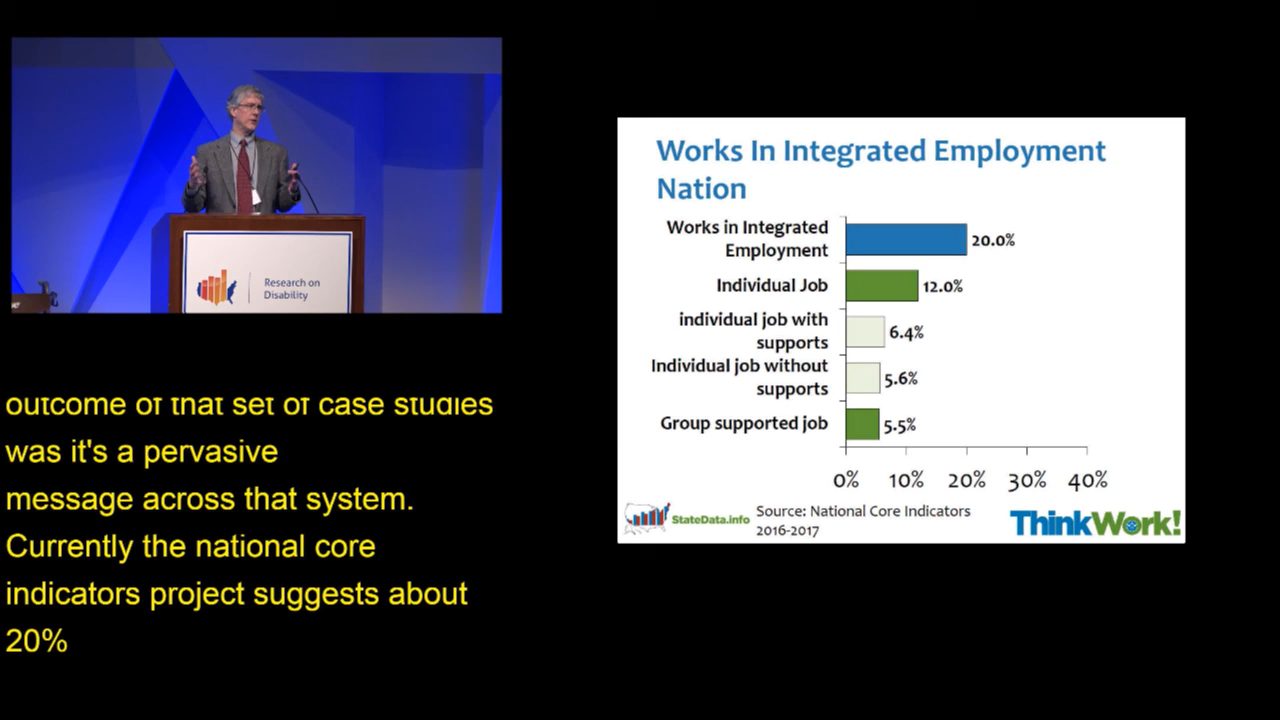 Research on
Disability
outcome of that set of case studies
was it's a pervasive
message across that system.
Currently the national core
indicators project suggests about
20%
Works In Integrated Employment
Nation
Works in Integrated
Employment
20.0%
Individual Job
12.0%
individual job with
supports
6.4%
Individual job without
supports
5.6%
Group supported job
5.5%
0% 10% 20% 30% 40%
StateData.info
Source: National Core Indicators
2016-2017
ThinkWork!